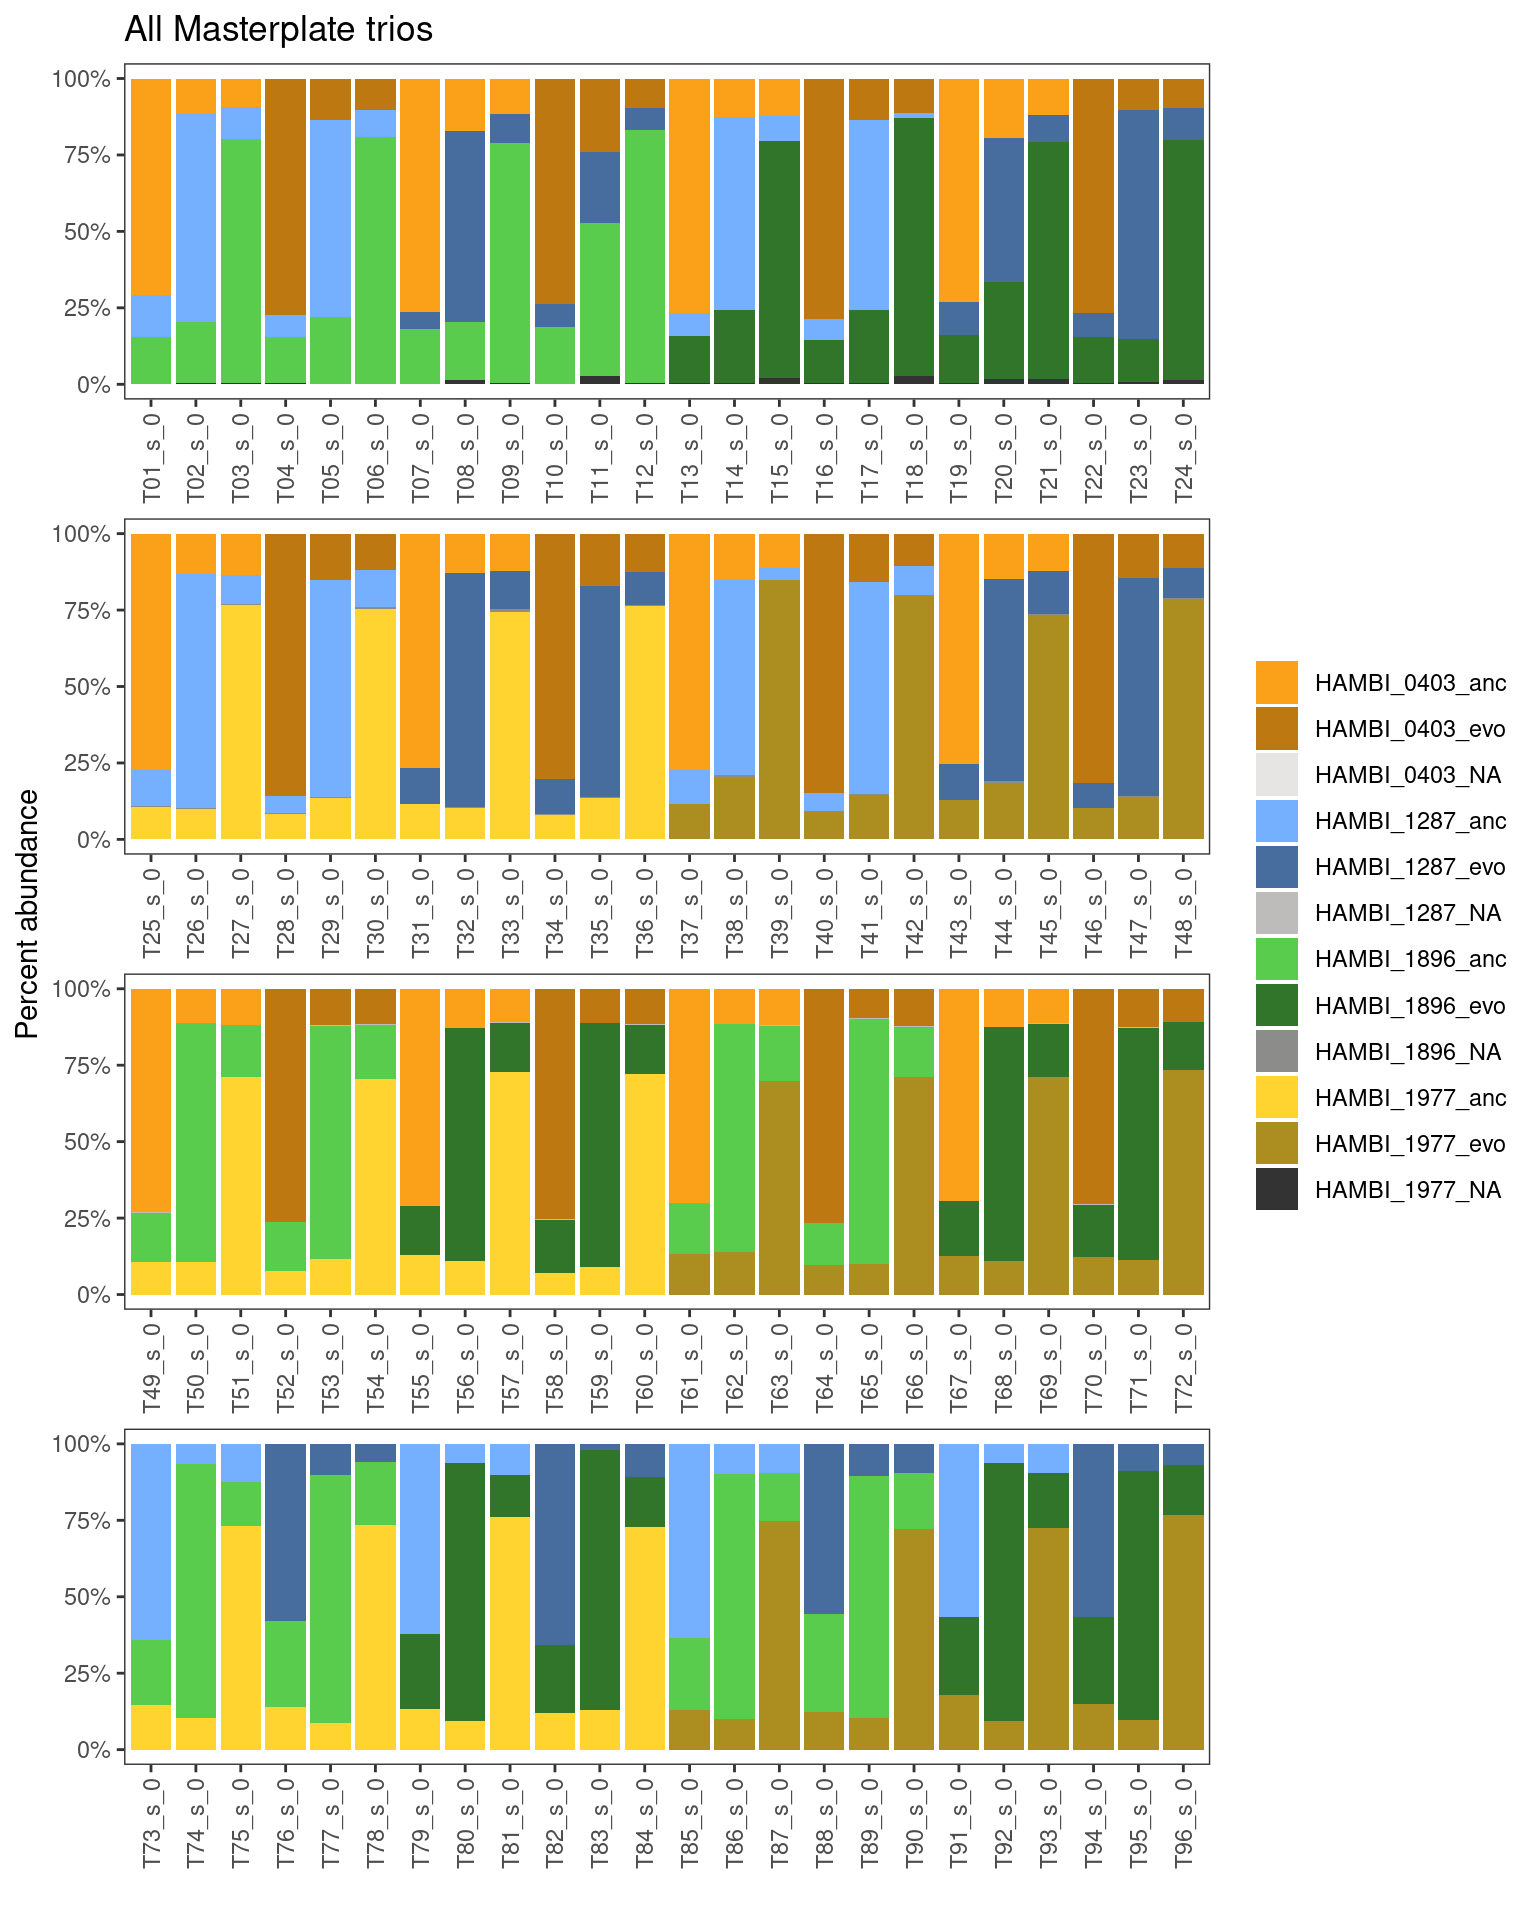 All Masterplate trios
Percent abundance
100%
75%
50%
25%
0%
T01_s_0 T02_s_0 T03_s_0 T04_s_0 T05_s_0 T06_s_0 T07_s_0 T08_s_0 T09_s_0 T10_s_0 T11_s_0 T12_s_0 T13_s_0 T14_s_0 T15_s_0 T16_s_0 T17_s_0 T18_s_0 T19_s_0 T20_s_0 T21_s_0 T22_s_0 T23_s_0 T24_s_0
100%
75%
50%
25%
0%
T25_s_0 T26_s_0 T27_s_0 T28_s_0 T29_s_0 T30_s_0 T31_s_0 T32_s_0 T33_s_0 T34_s_0 T35_s_0 T36_s_0 T37_s_0 T38_s_0 T39_s_0 T40_s_0 T41_s_0 T42_s_0 T43_s_0 T44_s_0 T45_s_0 T46_s_0 T47_s_0 T48_s_0
100%
75%
50%
25%
0%
T49_s_0 T50_s_0 T51_s_0 T52_s_0 T53_s_0 T54_s_0 T55_s_0 T56_s_0 T57_s_0 T58_s_0 T59_s_0 T60_s_0 T61_s_0 T62_s_0 T63_s_0 T64_s_0 T65_s_0 T66_s_0 T67_s_0 T68_s_0 T69_s_0 T70_s_0 T71_s_0 T72_s_0
100%
75%
50%
25%
0%
T73_s_0 T74_s_0 T75_s_0 T76_s_0 T77_s_0 T78_s_0 T79_s_0 T80_s_0 T81_s_0 T82_s_0 T83_s_0 T84_s_0 T85_s_0 T86_s_0 T87_s_0 T88_s_0 T89_s_0 T90_s_0 T91_s_0 T92_s_0 T93_s_0 T94_s_0 T95_s_0 T96_s_0
HAMBI_0403_anc
HAMBI_0403_evo
HAMBI_0403_NA
HAMBI_1287_anc
HAMBI_1287_evo
HAMBI_1287_NA
HAMBI_1896_anc
HAMBI_1896_evo
HAMBI_1896_NA
HAMBI_1977_anc
HAMBI_1977_evo
HAMBI_1977_NA